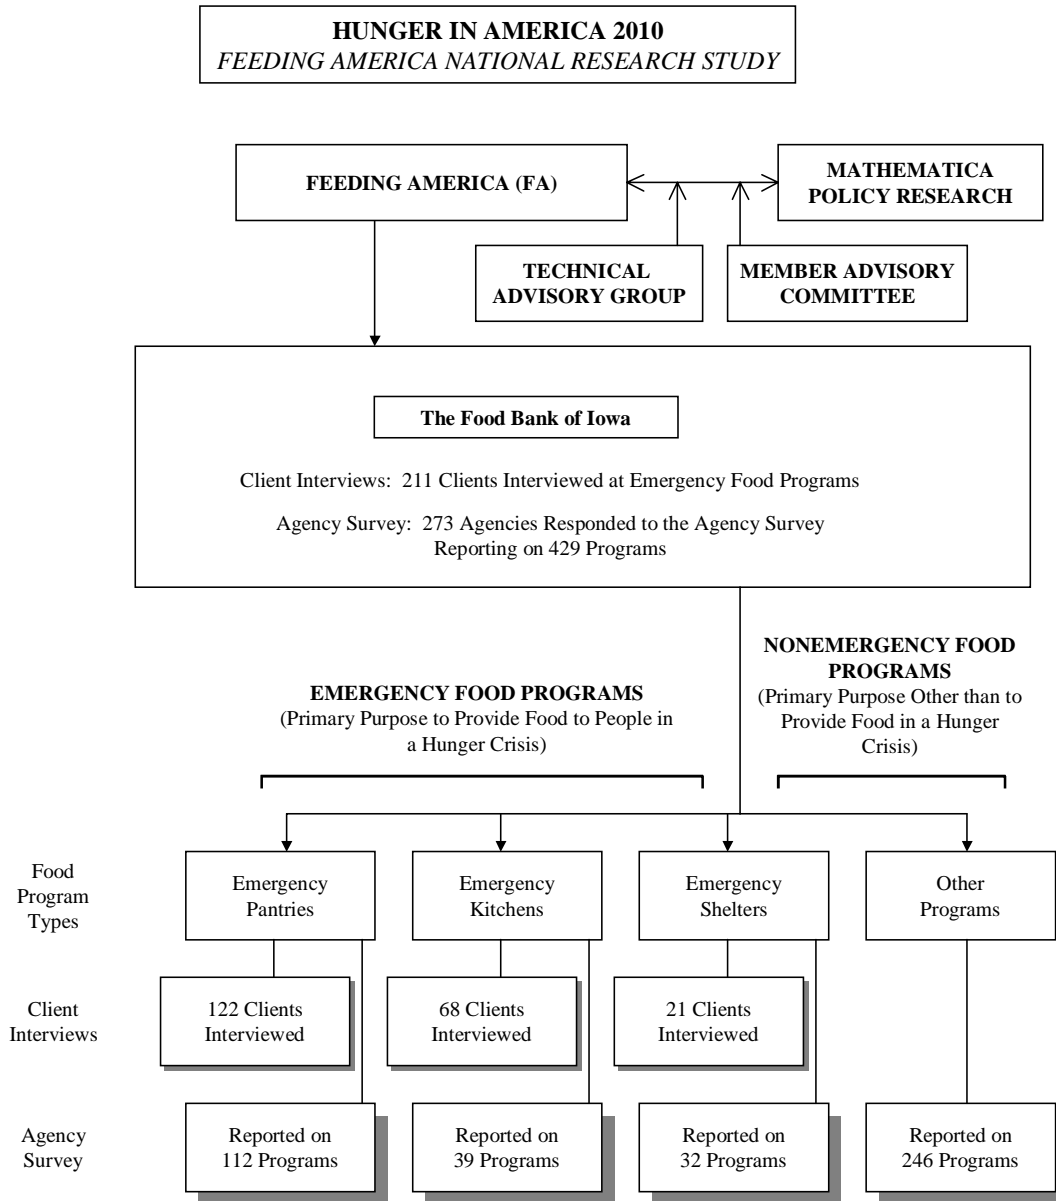 HUNGER IN AMERICA 2010
FEEDING AMERICA NATIONAL RESEARCH STUDY
FEEDING AMERICA (FA)
MATHEMATICA
POLICY RESEARCH
TECHNICAL
ADVISORY GROUP
MEMBER ADVISORY
COMMITTEE
The Food Bank of Iowa
Client Interviews: 211 Clients Interviewed at Emergency Food Programs
Agency Survey: 273 Agencies Responded to the Agency Survey
Reporting on 429 Programs
EMERGENCY FOOD PROGRAMS
(Primary Purpose to Provide Food to People in
a Hunger Crisis)
NONEMERGENCY FOOD
PROGRAMS
(Primary Purpose Other than to
Provide Food in a Hunger
Crisis)
Food
Program
Types
Emergency
Pantries
Emergency
Kitchens
Emergency
Shelters
Other
Programs
Client
Interviews
122 Clients
Interviewed
68 Clients
Interviewed
21 Clients
Interviewed
Agency
Survey
Reported on
112 Programs
Reported on
39 Programs
Reported on
32 Programs
Reported on
246 Programs